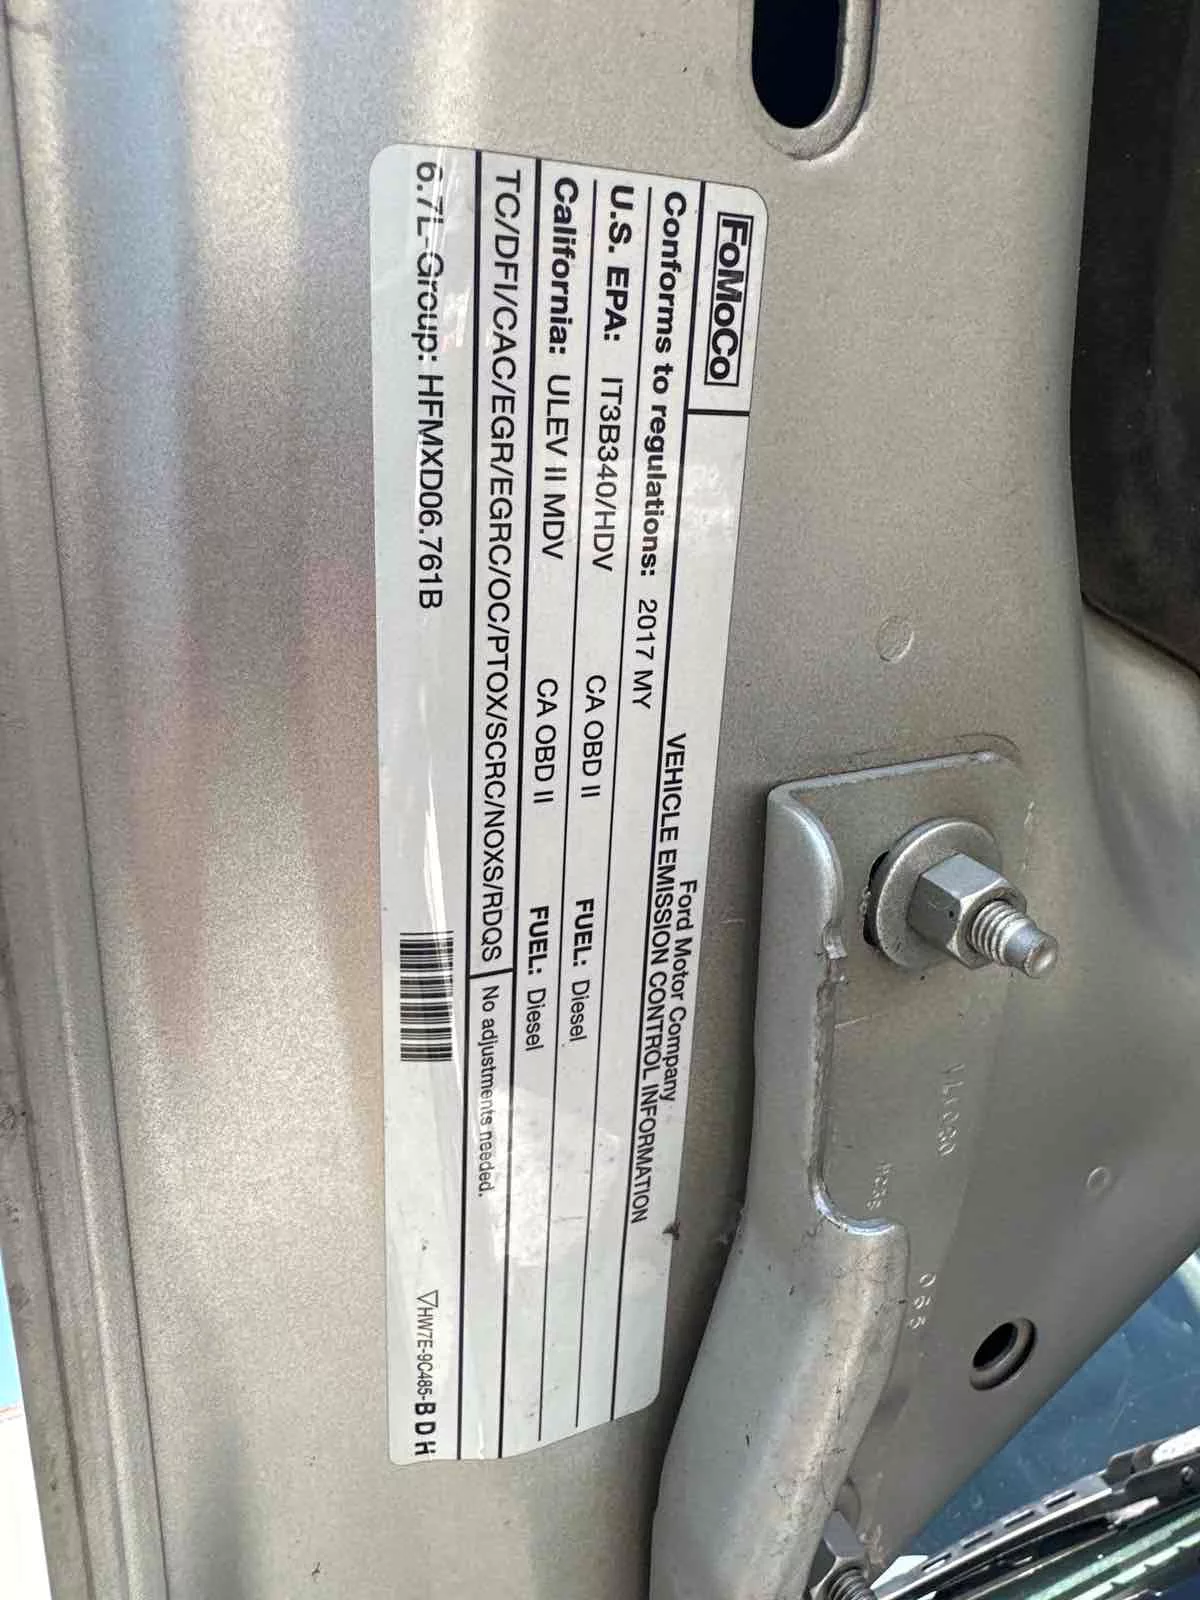 FoMoCo
Ford Motor Company
VEHICLE EMISSION CONTROL INFORMATION
Conforms to regulations: 2017 MY
U.S. EPA: IT3B340/HDV CA OBD II FUEL: Diesel
California: ULEV II MDV CA OBD II FUEL: Diesel
TC/DFI/CAC/EGR/EGRC/OC/PTOX/SCRC/NOXS/RDQS No adjustments needed.
6.7L-Group: HFMXD06.761B
HW7E-9C485-B D H